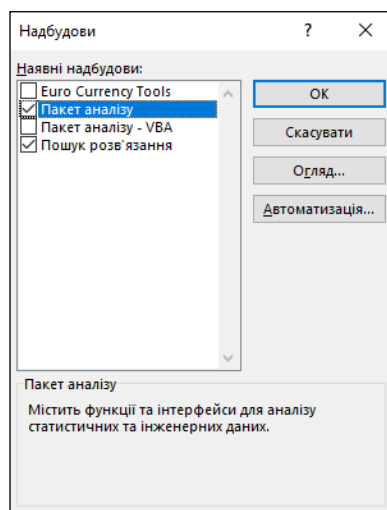 Надбудови
?
Наявні надбудови:
Euro Currency Tools
Пакет аналізу
Пакет аналізу - VBA
Пошук розв'язання
ОК
Скасувати
Огляд...
Автоматизація...
Пакет аналізу
Містить функції та інтерфейси для аналізу
статистичних та інженерних даних.